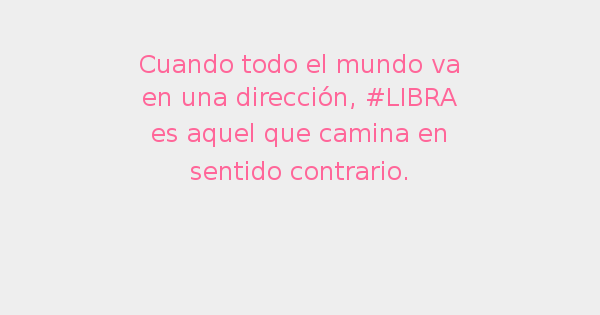 Cuando todo el mundo va
en una dirección, #LIBRA
es aquel que camina en
sentido contrario.